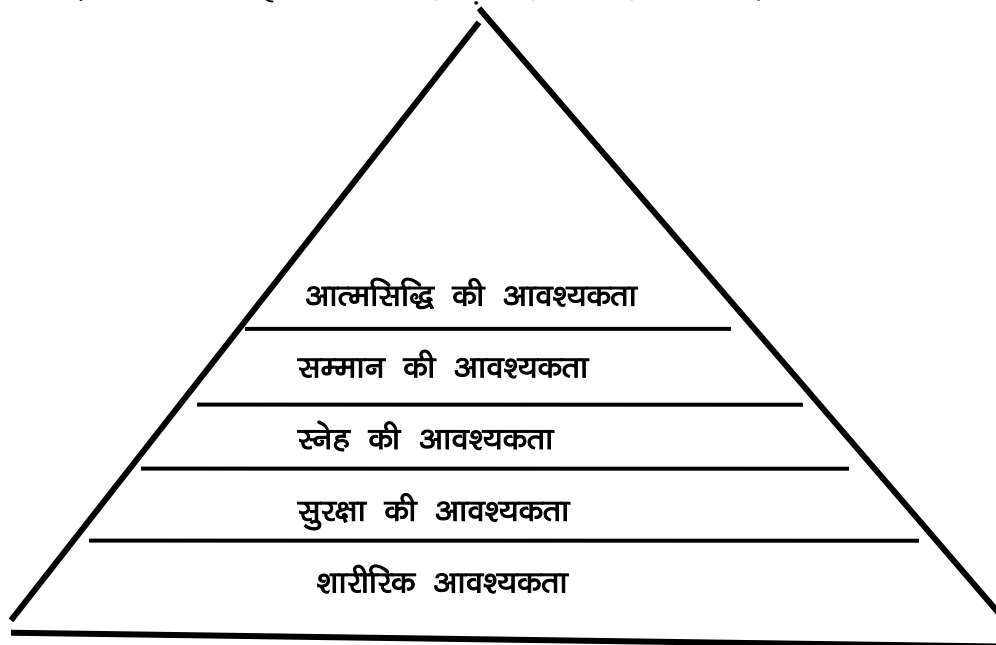 आत्मसिद्धि की आवश्यकता
सम्मान की आवश्यकता
स्नेह की आवश्यकता
सुरक्षा की आवश्यकता
शारीरिक आवश्यकता